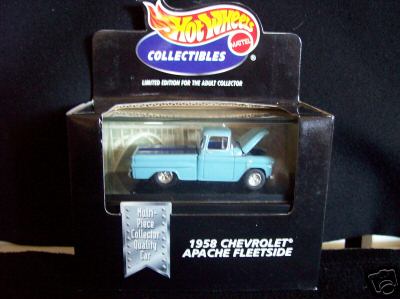 Hot Wheels
MATTEL
COLLECTIBLES
LIMITED EDITION FOR THE ADULT COLLECTOR
Multi-
Piece
Collector
Quality
Car
1958 CHEVROLET®
APACHE FLEETSIDE